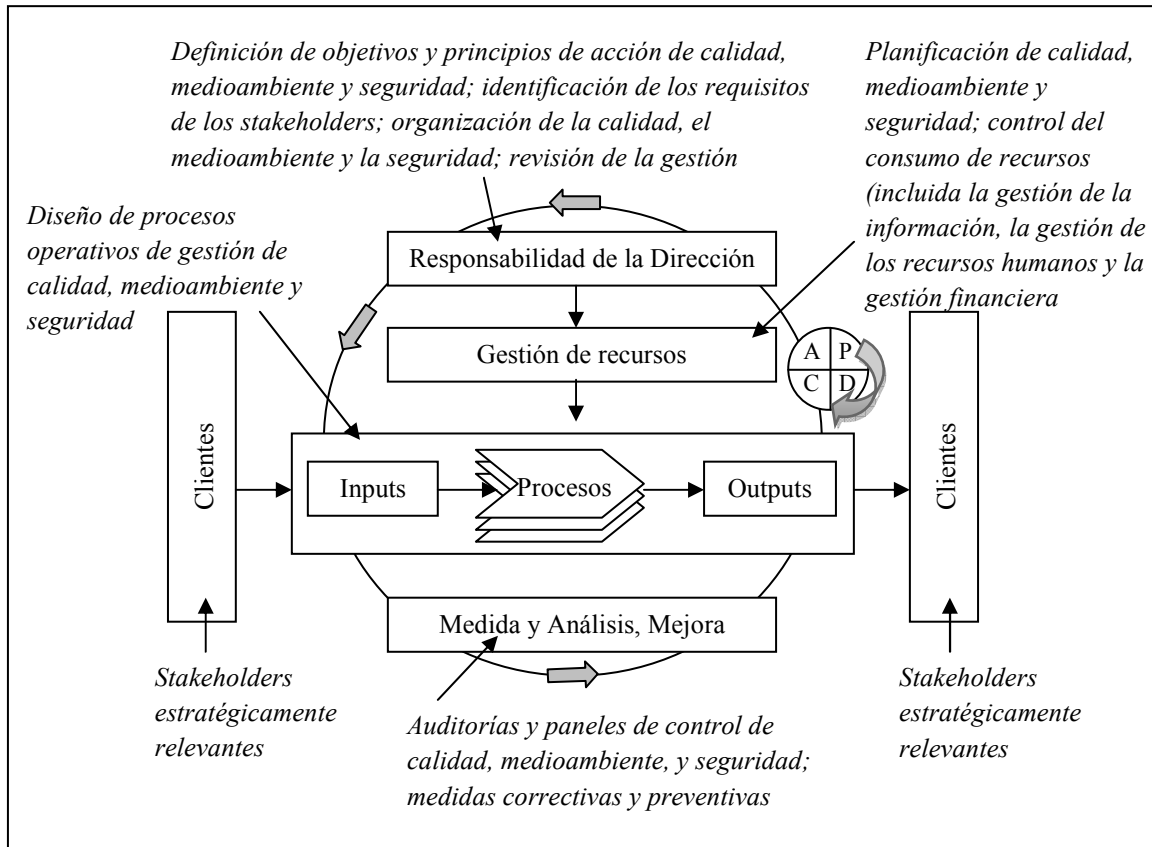 Definición de objetivos y principios de acción de calidad,
medioambiente y seguridad; identificación de los requisitos
de los stakeholders; organización de la calidad, el
medioambiente y la seguridad; revisión de la gestión
Planificación de calidad,
medioambiente y
seguridad; control del
consumo de recursos
(incluida la gestión de la
información, la gestión de
los recursos humanos y la
gestión financiera
Diseño de procesos
operativos de gestión de
calidad, medioambiente y
seguridad
Responsabilidad de la Dirección
Gestión de recursos
A P
C D
Clientes
Inputs
Procesos
Outputs
Clientes
Medida y Análisis, Mejora
Stakeholders
estratégicamente
relevantes
Auditorías y paneles de control de
calidad, medioambiente, y seguridad;
medidas correctivas y preventivas
Stakeholders
estratégicamente
relevantes